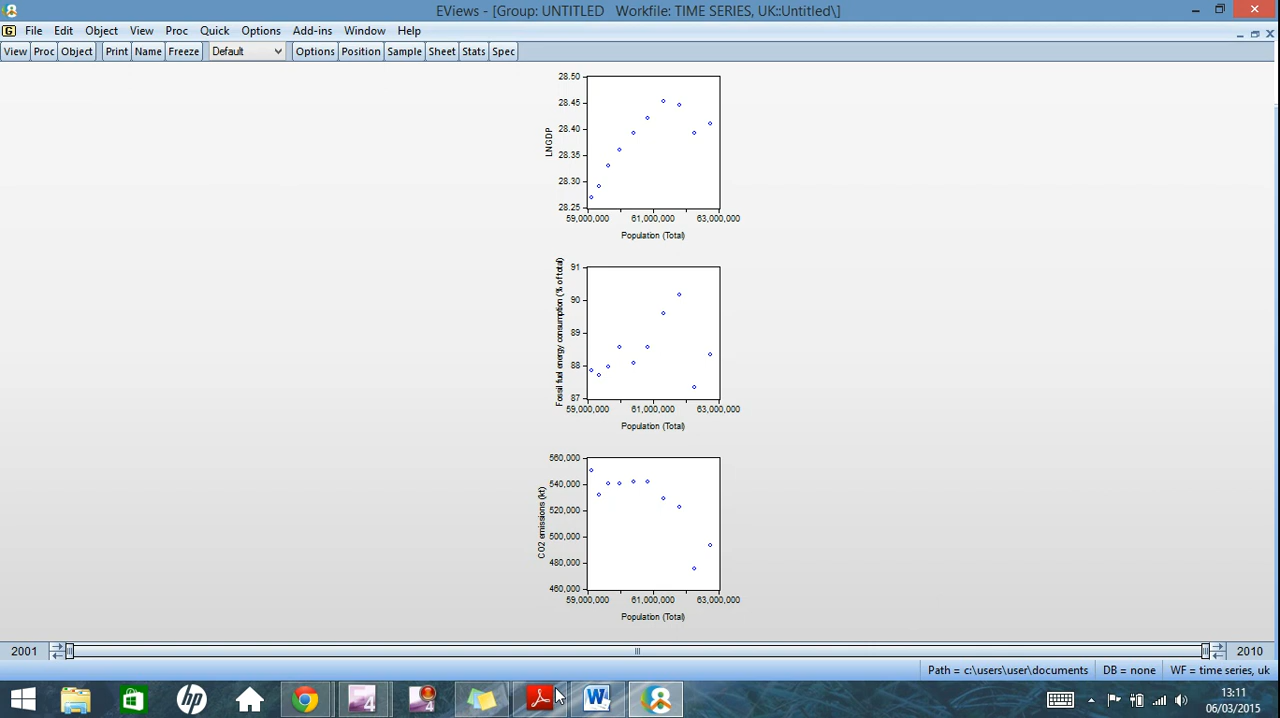 EViews - [Group: UNTITLED   Workfile: TIME SERIES, UK::Untitled\]
File Edit Object View Proc Quick Options Add-ins Window Help
View Proc Object Print Name Freeze Default Options Position Sample Sheet Stats Spec
28.50
28.45
28.40
28.35
28.30
28.25
LNGDP
59,000,000 61,000,000 63,000,000
Population (Total)
91
90
89
88
87
Fossil fuel energy consumption (% of total)
59,000,000 61,000,000 63,000,000
Population (Total)
560,000
540,000
520,000
500,000
480,000
460,000
CO2 emissions (kt)
59,000,000 61,000,000 63,000,000
Population (Total)
2001 2010
Path = c:\users\user\documents DB = none WF = time series, uk
13:11
06/03/2015